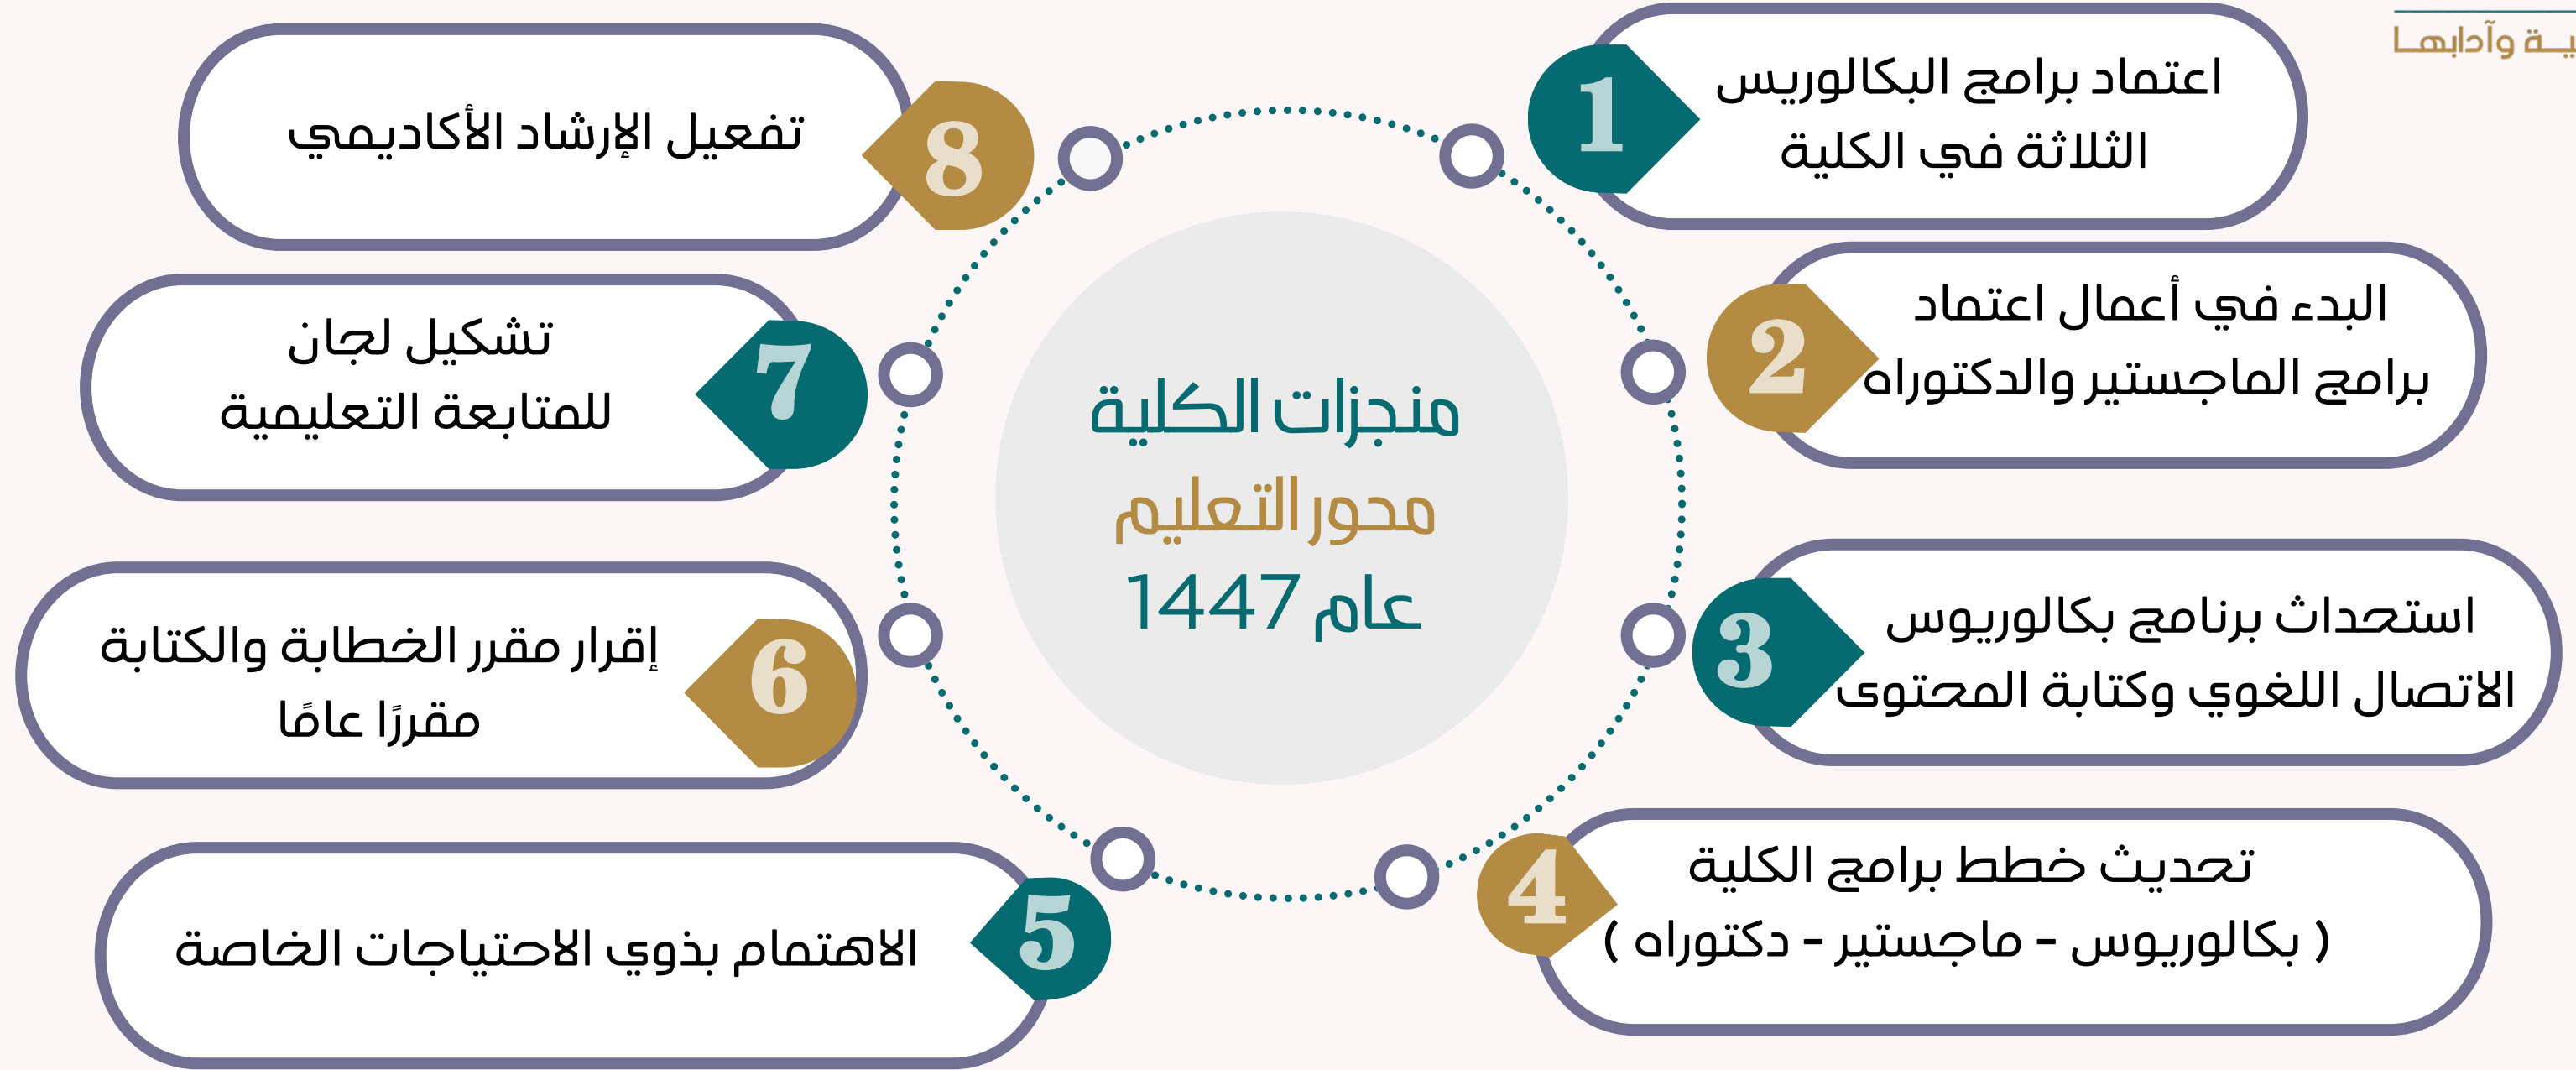 وآدابهــا
منجزات الكلية
محور التعليم
عام 1447
1
اعتماد برامج البكالوريس
الثلاثة في الكلية
2
البدء في أعمال اعتماد
برامج الماجستير والدكتوراه
3
استحداث برنامج بكالوريوس
الاتصال اللغوي وكتابة المحتوى
4
تحديث خطط برامج الكلية
( بكالوريوس - ماجستير - دكتوراه )
5
الاهتمام بذوي الاحتياجات الخاصة
6
إقرار مقرر الخطابة والكتابة
مقررًا عامًا
7
تشكيل لجان
للمتابعة التعليمية
8
تفعيل الإرشاد الأكاديمي